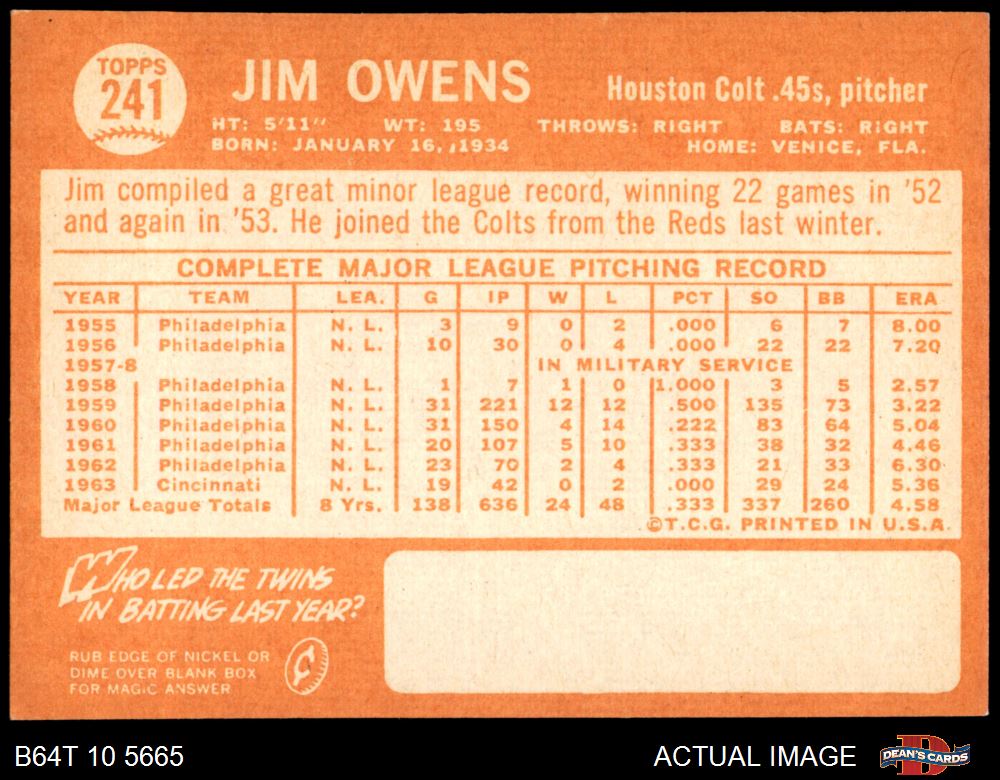 TOPPS
241
JIM OWENS
Houston Colt .45s, pitcher
HT: 5'11" WT: 195 THROWS: RIGHT BATS: RIGHT
BORN: JANUARY 16, 1934 HOME: VENICE, FLA.
Jim compiled a great minor league record, winning 22 games in '52
and again in '53. He joined the Colts from the Reds last winter.
COMPLETE MAJOR LEAGUE PITCHING RECORD
YEAR TEAM LEA. G IP W L PCT SO BB ERA
1955 Philadelphia N. L. 3 9 0 2 .000 6 7 8.00
1956 Philadelphia N. L. 10 30 0 4 .000 22 22 7.20
1957-8 IN MILITARY SERVICE
1958 Philadelphia N. L. 1 7 1 0 1.000 3 5 2.57
1959 Philadelphia N. L. 31 221 12 12 .500 135 73 3.22
1960 Philadelphia N. L. 31 150 4 14 .222 83 64 5.04
1961 Philadelphia N. L. 20 107 5 10 .333 38 32 4.46
1962 Philadelphia N. L. 23 70 2 4 .333 21 33 6.30
1963 Cincinnati N. L. 19 42 0 2 .000 29 24 5.36
Major League Totals 8 Yrs. 138 636 24 48 .333 337 260 4.58
©T.C.G. PRINTED IN U.S.A.
WHO LED THE TWINS
IN BATTING LAST YEAR?
RUB EDGE OF NICKEL OR
DIME OVER BLANK BOX
FOR MAGIC ANSWER
B64T 10 5665 ACTUAL IMAGE
DEAN'S CARDS